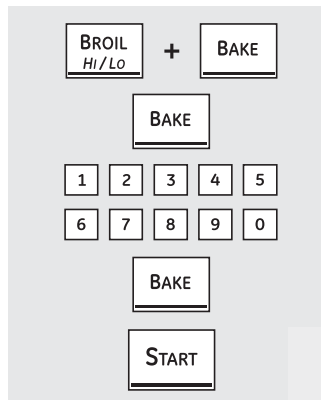 BROIL + BAKE
HI/LO
BAKE
1 2 3 4 5
6 7 8 9 0
BAKE
START